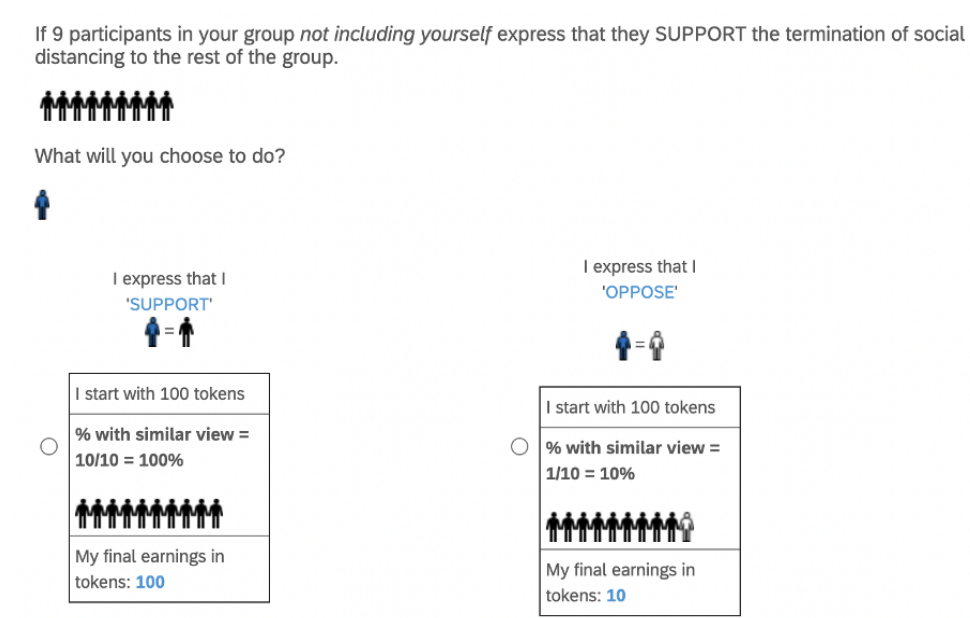 If 9 participants in your group not including yourself express that they SUPPORT the termination of social
distancing to the rest of the group.
What will you choose to do?
I express that I
'SUPPORT'
=
I start with 100 tokens
% with similar view =
10/10 = 100%
My final earnings in
tokens: 100
I express that I
'OPPOSE'
=
I start with 100 tokens
% with similar view =
1/10 = 10%
My final earnings in
tokens: 10